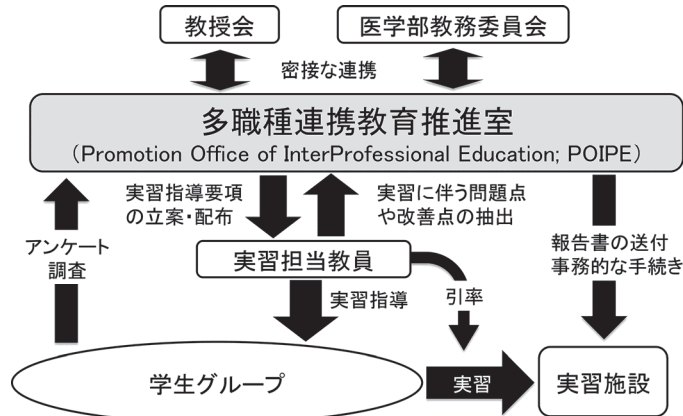 教授会
医学部教務委員会
密接な連携
多職種連携教育推進室
（Promotion Office of InterProfessional Education; POIPE）
実習指導要項
の立案・配布
実習に伴う問題点
や改善点の抽出
アンケート
調査
報告書の送付
事務的な手続き
実習担当教員
実習指導
引率
学生グループ
実習
実習施設